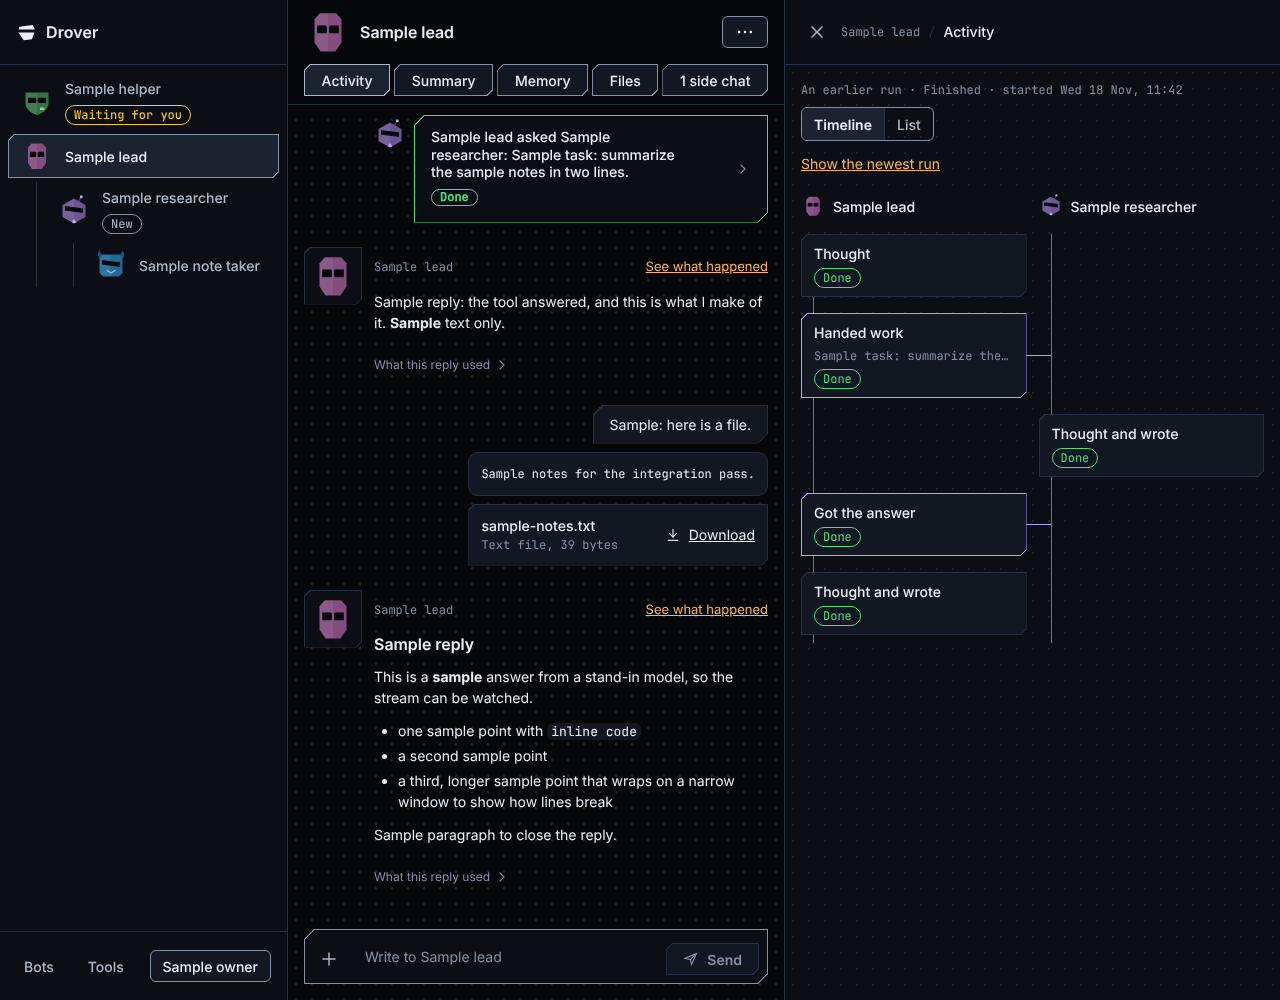 Drover
Sample helper
Waiting for you
Sample lead
Sample researcher
New
Sample note taker
Bots
Tools
Sample owner
Sample lead
Activity
Summary
Memory
Files
1 side chat
Sample lead asked Sample
researcher: Sample task: summarize
the sample notes in two lines.
Done
Sample lead
See what happened
Sample reply: the tool answered, and this is what I make of
it. Sample text only.
What this reply used
Sample: here is a file.
Sample notes for the integration pass.
sample-notes.txt
Text file, 39 bytes
Download
Sample lead
See what happened
Sample reply
This is a sample answer from a stand-in model, so the
stream can be watched.
• one sample point with inline code
• a second sample point
• a third, longer sample point that wraps on a narrow
window to show how lines break
Sample paragraph to close the reply.
What this reply used
Write to Sample lead
Send
Sample lead / Activity
An earlier run · Finished · started Wed 18 Nov, 11:42
Timeline
List
Show the newest run
Sample lead
Sample researcher
Thought
Done
Handed work
Sample task: summarize the…
Done
Thought and wrote
Done
Got the answer
Done
Thought and wrote
Done